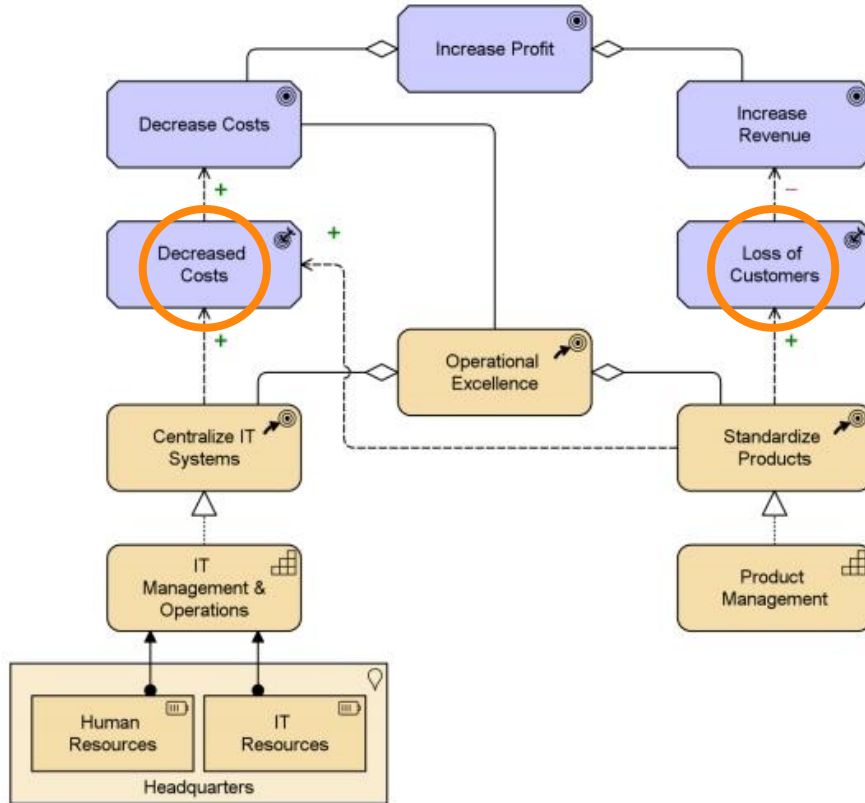 Increase Profit
Decrease Costs
Increase
Revenue
+
−
Decreased
Costs
+
Loss of
Customers
+
+
Operational
Excellence
Centralize IT
Systems
Standardize
Products
IT
Management &
Operations
Product
Management
Human
Resources
IT
Resources
Headquarters